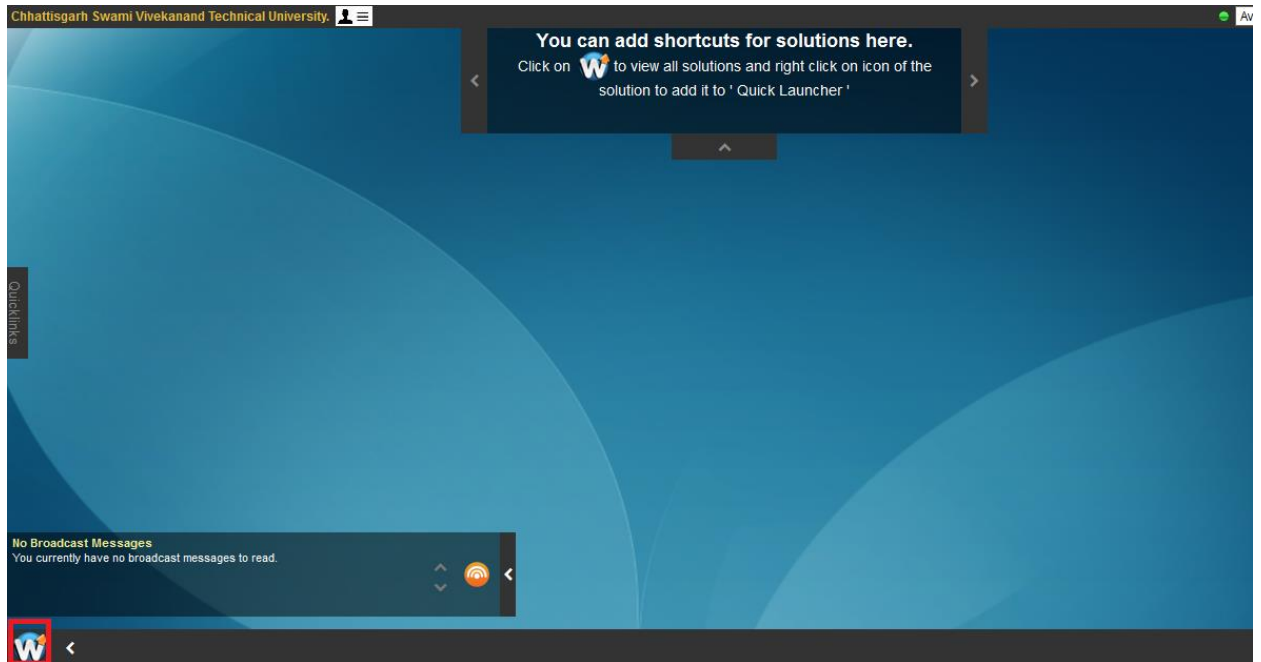 Chhattisgarh Swami Vivekanand Technical University.
Av
You can add shortcuts for solutions here.
Click on W to view all solutions and right click on icon of the
solution to add it to ' Quick Launcher '
Quicklinks
No Broadcast Messages
You currently have no broadcast messages to read.
W